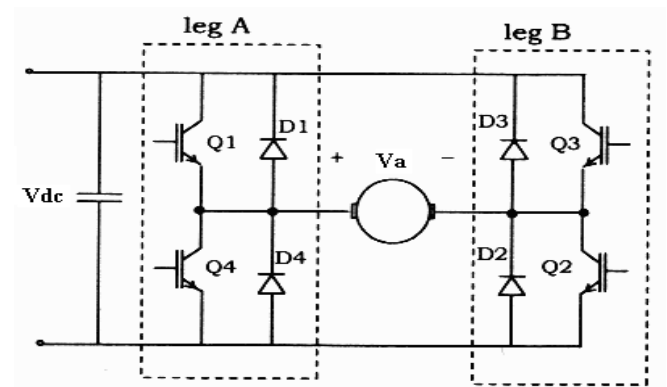 leg A
leg B
D1
D3
Q1
+ Va −
Q3
Vdc
Q4
D4
D2
Q2